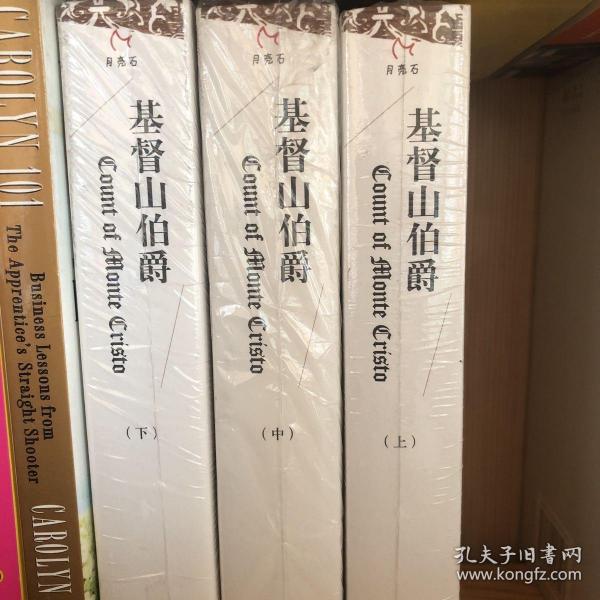 CAROLYN 101
Business Lessons from
The Apprentice's Straight Shooter
CAROLYN
月亮石
基督山伯爵
Count of Monte Cristo
(下)
月亮石
基督山伯爵
Count of Monte Cristo
(中)
月亮石
基督山伯爵
Count of Monte Cristo
(上)
孔夫子旧书网
www.kongfz.com